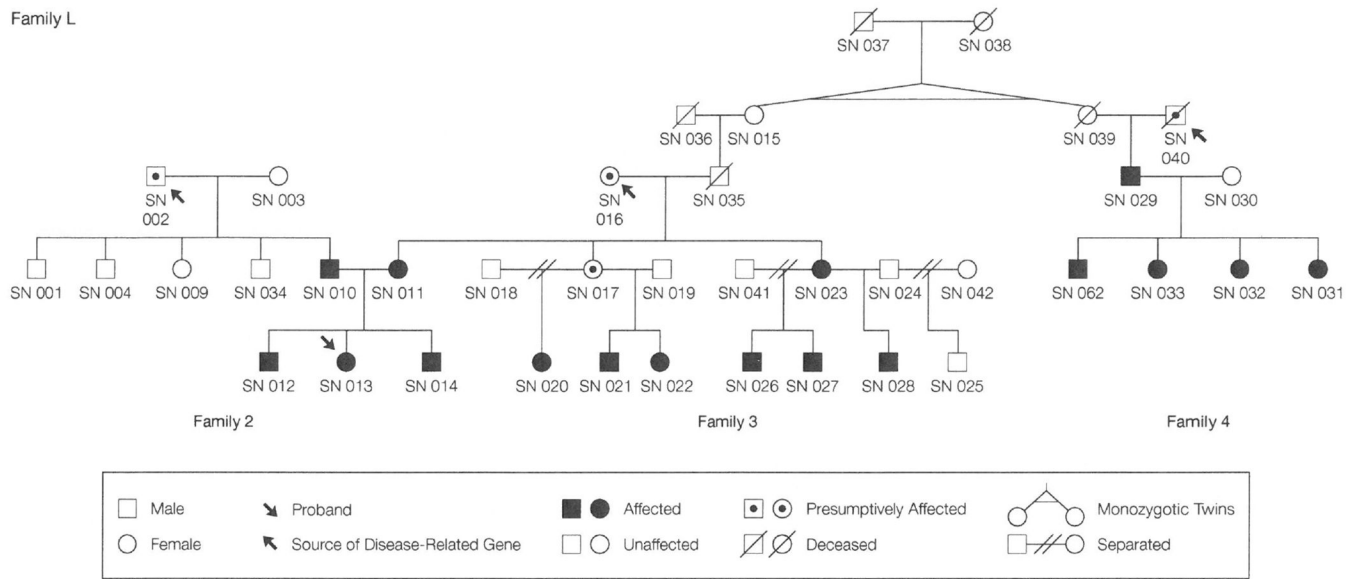 Family L
SN 037 SN 038
SN 036 SN 015 SN 039 SN
040
SN
002
SN 003 SN
016
SN 035 SN 029 SN 030
SN 001 SN 004 SN 009 SN 034 SN 010 SN 011 SN 018 SN 017 SN 019 SN 041 SN 023 SN 024 SN 042 SN 062 SN 033 SN 032 SN 031
SN 012 SN 013 SN 014 SN 020 SN 021 SN 022 SN 026 SN 027 SN 028 SN 025
Family 2 Family 3 Family 4
Male Proband Affected Presumptively Affected Monozygotic Twins
Female Source of Disease-Related Gene Unaffected Deceased Separated